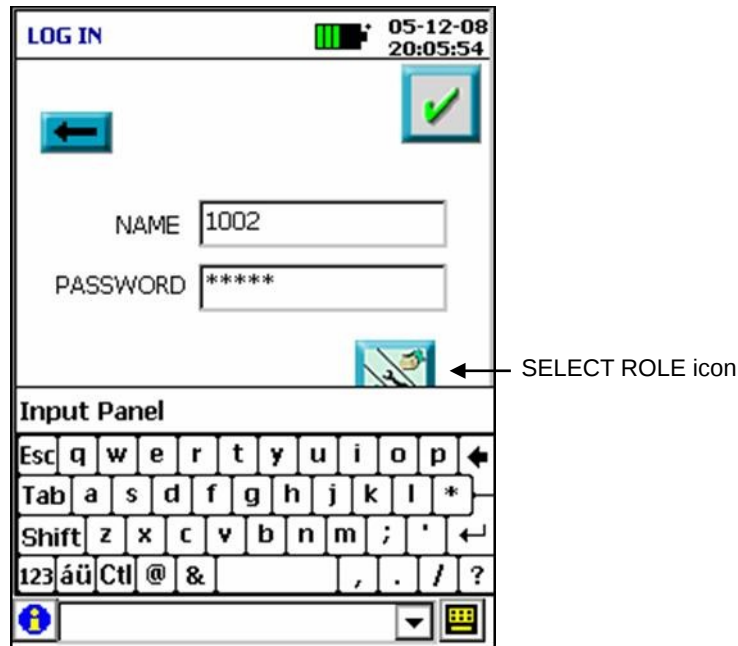 LOG IN
05-12-08
20:05:54
NAME 1002
PASSWORD *****
SELECT ROLE icon
Input Panel
Esc q w e r t y u i o p
Tab a s d f g h j k l *
Shift z x c v b n m ; '
123 áü Ctl @ & , . / ?